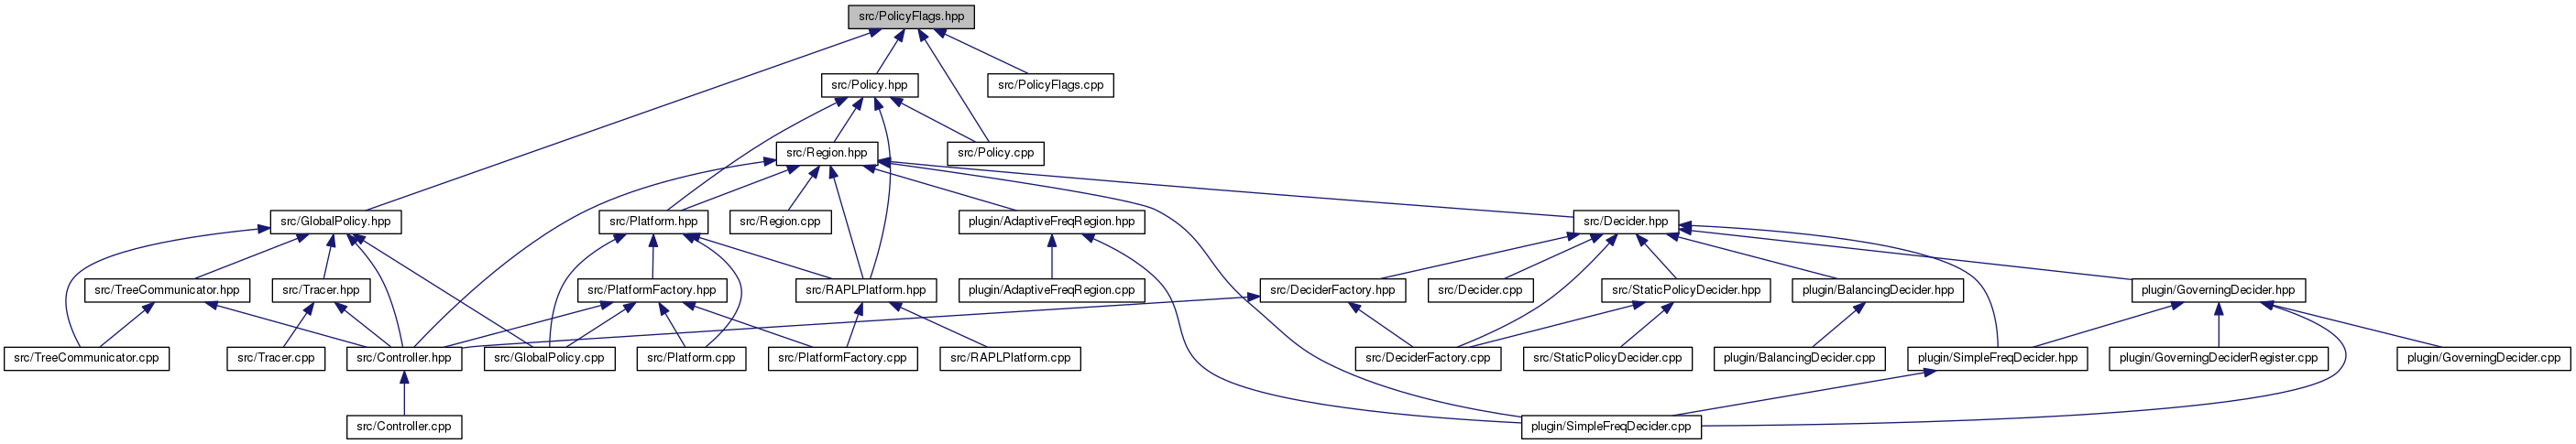 src/PolicyFlags.hpp
src/Policy.hpp
src/PolicyFlags.cpp
src/Region.hpp
src/Policy.cpp
src/GlobalPolicy.hpp
src/Platform.hpp
src/Region.cpp
plugin/AdaptiveFreqRegion.hpp
src/Decider.hpp
src/TreeCommunicator.hpp
src/Tracer.hpp
src/PlatformFactory.hpp
src/RAPLPlatform.hpp
plugin/AdaptiveFreqRegion.cpp
src/DeciderFactory.hpp
src/Decider.cpp
src/StaticPolicyDecider.hpp
plugin/BalancingDecider.hpp
plugin/GoverningDecider.hpp
src/TreeCommunicator.cpp
src/Tracer.cpp
src/Controller.hpp
src/GlobalPolicy.cpp
src/Platform.cpp
src/PlatformFactory.cpp
src/RAPLPlatform.cpp
src/DeciderFactory.cpp
src/StaticPolicyDecider.cpp
plugin/BalancingDecider.cpp
plugin/SimpleFreqDecider.hpp
plugin/GoverningDeciderRegister.cpp
plugin/GoverningDecider.cpp
src/Controller.cpp
plugin/SimpleFreqDecider.cpp